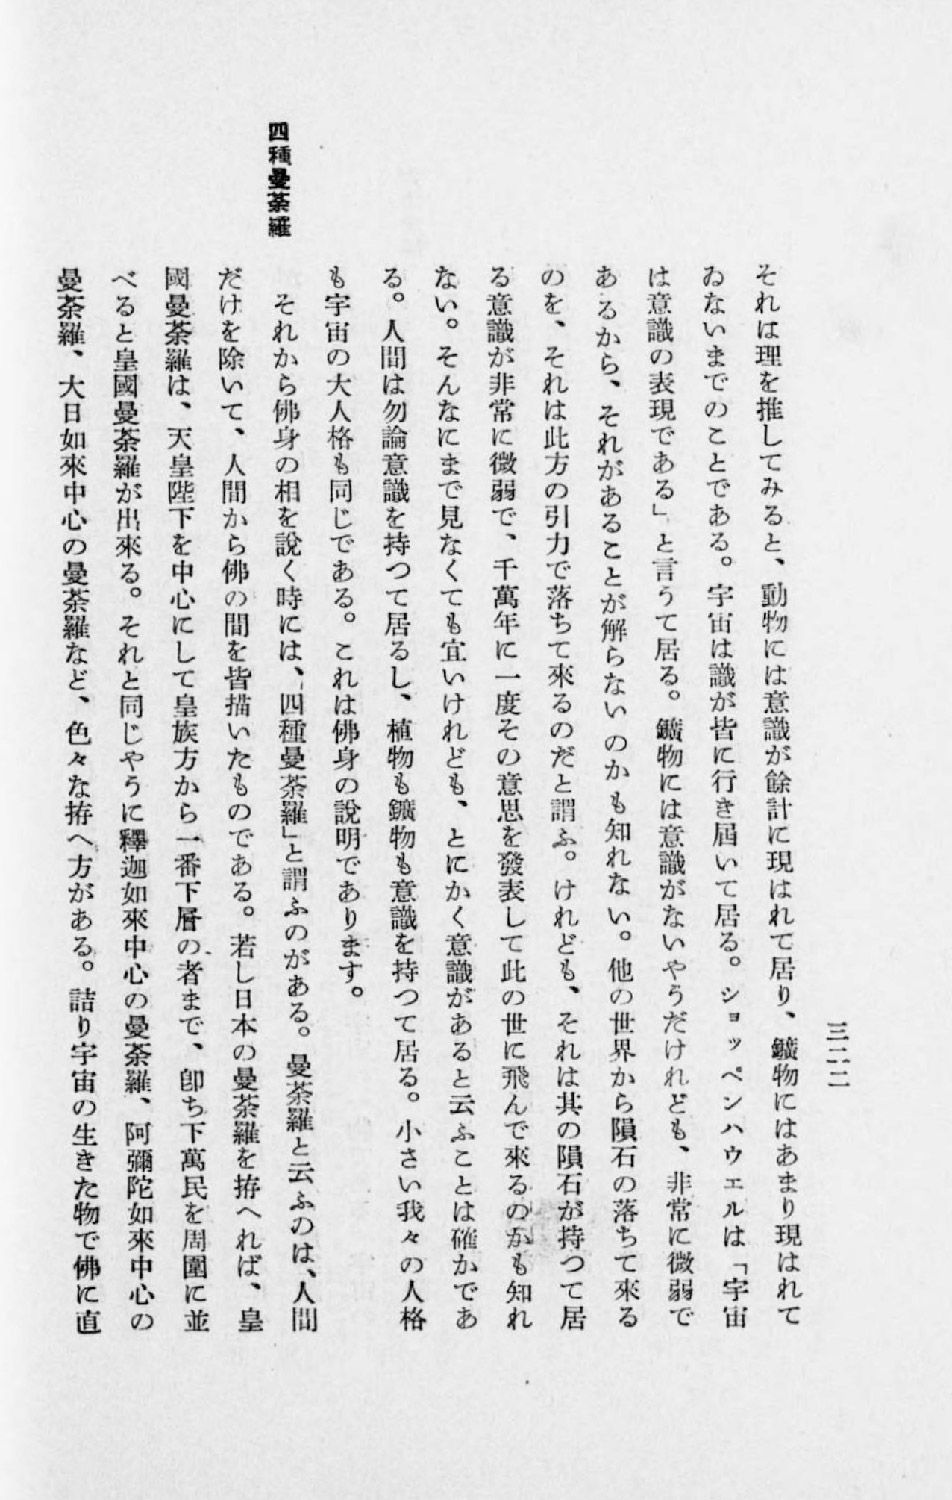 三二二
それは理を推してみると、動物には意識が餘計に現はれて居り、鑛物にはあまり現はれて
ゐないまでのことである。宇宙は識が皆に行き屆いて居る。ショッペンハウェルは「宇宙
は意識の表現である」と言うて居る。鑛物には意識がないやうだけれども、非常に微弱で
あるから、それがあることが解らないのかも知れない。他の世界から隕石の落ちて來る
のを、それは此方の引力で落ちて來るのだと謂ふ。けれども、それは其の隕石が持つて居
る意識が非常に微弱で、千萬年に一度その意思を發表して此の世に飛んで來るのかも知れ
ない。そんなにまで見なくても宜いけれども、とにかく意識があると云ふことは確かであ
る。人間は勿論意識を持つて居るし、植物も鑛物も意識を持つて居る。小さい我々の人格
も宇宙の大人格も同じである。これは佛身の說明であります。
四種曼荼羅
それから佛身の相を說く時には、「四種曼荼羅」と謂ふのがある。曼荼羅と云ふのは、人間
だけを除いて、人間から佛の間を皆描いたものである。若し日本の曼荼羅を拵へれば、皇
國曼荼羅は、天皇陛下を中心にして皇族方から一番下層の者まで、卽ち下萬民を周圍に並
べると皇國曼荼羅が出來る。それと同じやうに釋迦如來中心の曼荼羅、阿彌陀如來中心の
曼荼羅、大日如來中心の曼荼羅など、色々な拵へ方がある。詰り宇宙の生きた物で佛に直